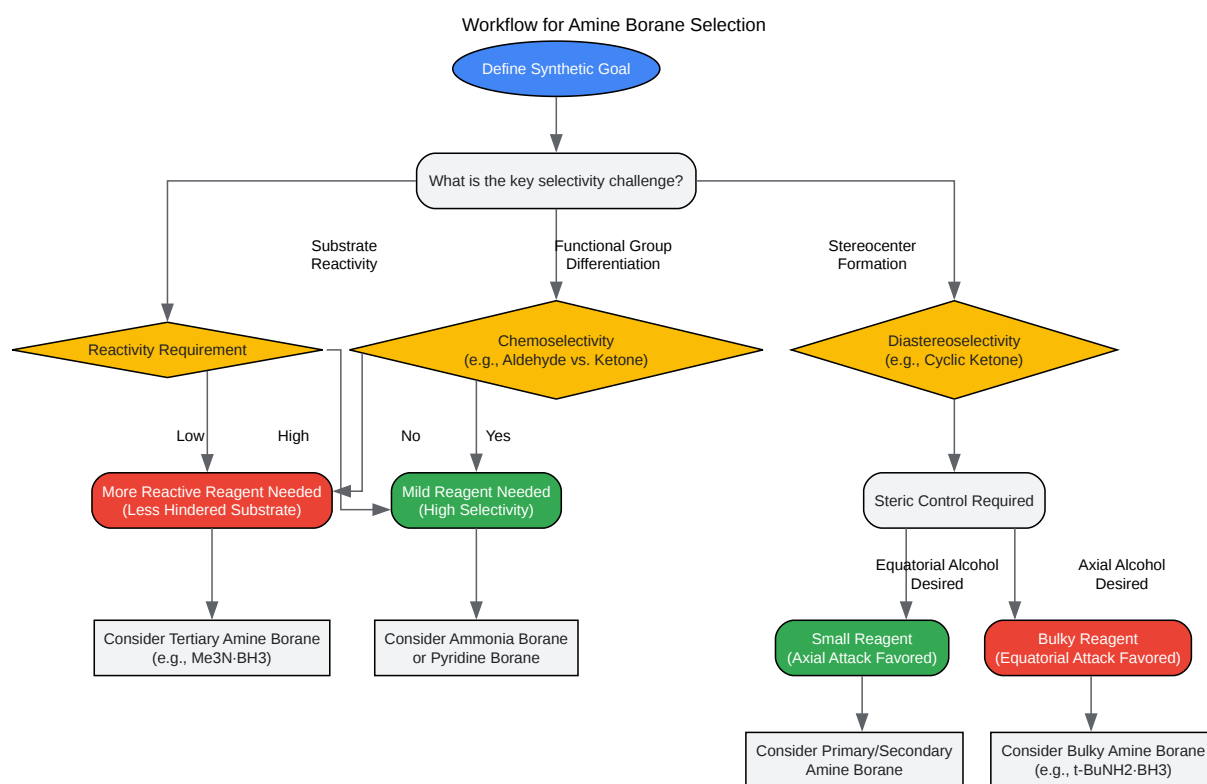 Workflow for Amine Borane Selection
Define Synthetic Goal
What is the key selectivity challenge?
Substrate
Reactivity
Functional Group
Differentiation
Stereocenter
Formation
Reactivity Requirement
Chemoselectivity
(e.g., Aldehyde vs. Ketone)
Diastereoselectivity
(e.g., Cyclic Ketone)
Low
High
No
Yes
More Reactive Reagent Needed
(Less Hindered Substrate)
Mild Reagent Needed
(High Selectivity)
Steric Control Required
Equatorial Alcohol
Desired
Axial Alcohol
Desired
Consider Tertiary Amine Borane
(e.g., Me3N·BH3)
Consider Ammonia Borane
or Pyridine Borane
Small Reagent
(Axial Attack Favored)
Bulky Reagent
(Equatorial Attack Favored)
Consider Primary/Secondary
Amine Borane
Consider Bulky Amine Borane
(e.g., t-BuNH2·BH3)